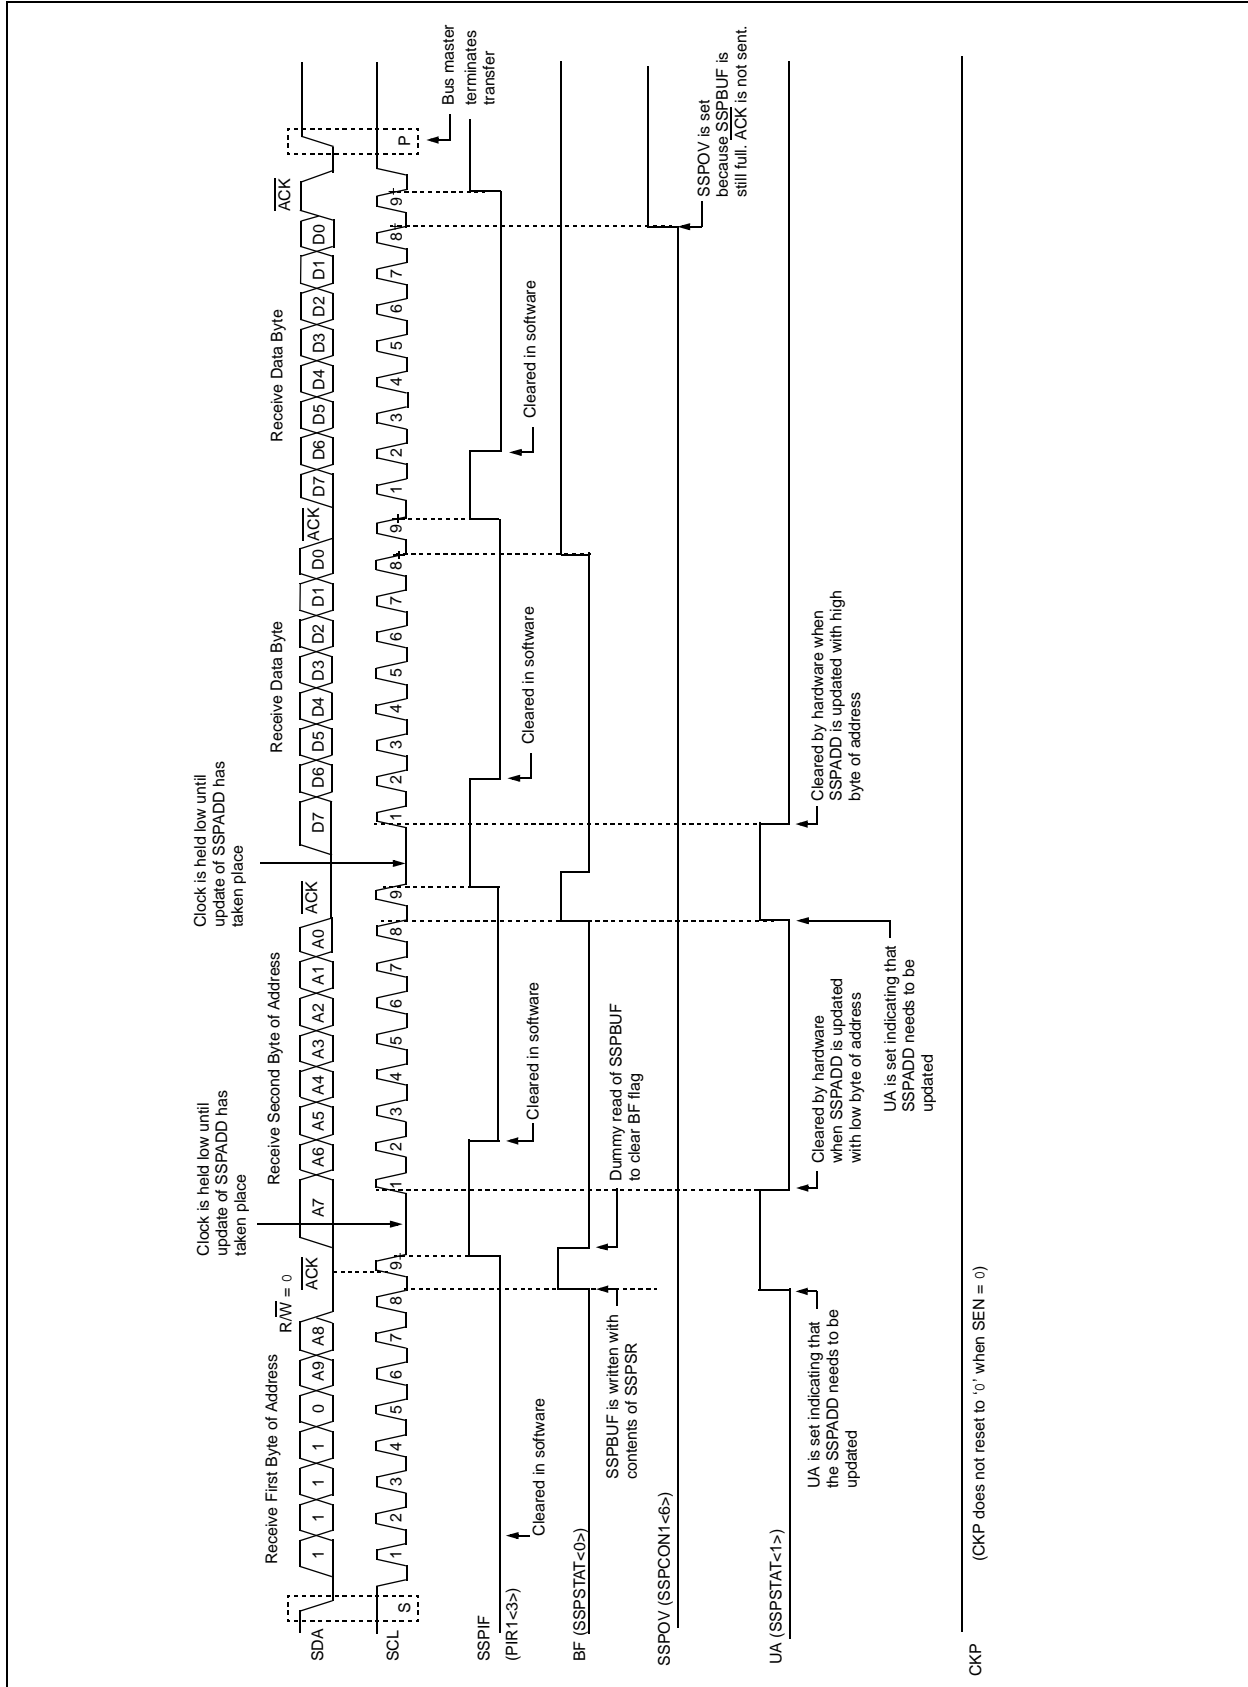 Receive First Byte of Address
R/W = 0
Clock is held low until
update of SSPADD has
taken place
Receive Second Byte of Address
Clock is held low until
update of SSPADD has
taken place
Receive Data Byte
Receive Data Byte
SDA
1 1 1 1 0 A9 A8 ACK A7 A6 A5 A4 A3 A2 A1 A0 ACK D7 D6 D5 D4 D3 D2 D1 D0 ACK D7 D6 D5 D4 D3 D2 D1 D0 ACK
SCL
S 1 2 3 4 5 6 7 8 9 1 2 3 4 5 6 7 8 9 1 2 3 4 5 6 7 8 9 1 2 3 4 5 6 7 8 9 P
Bus master
terminates
transfer
SSPIF
(PIR1<3>)
Cleared in software
Cleared in software
Cleared in software
Cleared in software
BF (SSPSTAT<0>)
SSPBUF is written with
contents of SSPSR
Dummy read of SSPBUF
to clear BF flag
SSPOV (SSPCON1<6>)
SSPOV is set
because SSPBUF is
still full. ACK is not sent.
UA (SSPSTAT<1>)
UA is set indicating that
the SSPADD needs to be
updated
Cleared by hardware
when SSPADD is updated
with low byte of address
UA is set indicating that
SSPADD needs to be
updated
Cleared by hardware when
SSPADD is updated with high
byte of address
CKP
(CKP does not reset to ‘0’ when SEN = 0)